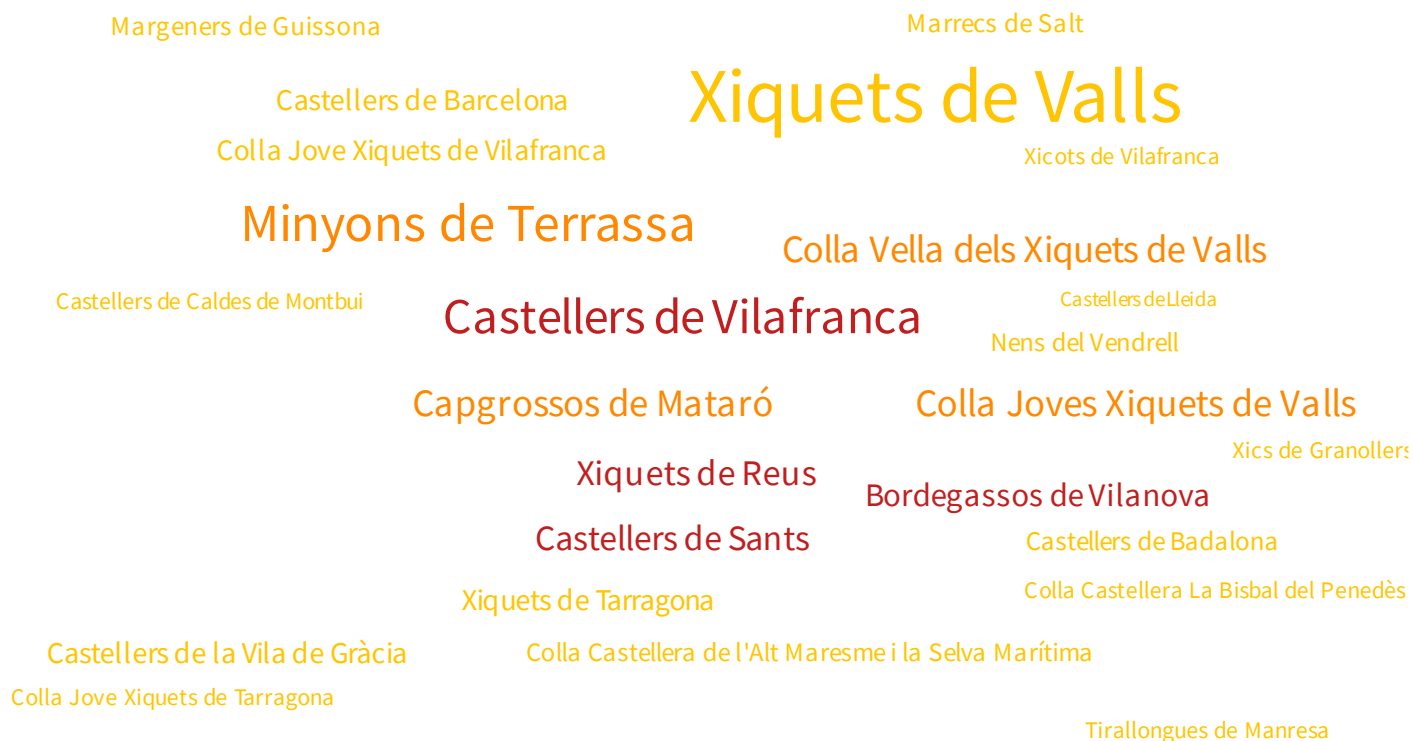 Margeners de Guissona
Marrecs de Salt
Xiquets de Valls
Castellers de Barcelona
Colla Jove Xiquets de Vilafranca
Xicots de Vilafranca
Minyons de Terrassa
Colla Vella dels Xiquets de Valls
Castellers de Caldes de Montbui
Castellers de Lleida
Castellers de Vilafranca
Nens del Vendrell
Capgrossos de Mataró
Colla Joves Xiquets de Valls
Xics de Granollers
Xiquets de Reus
Bordegassos de Vilanova
Castellers de Sants
Castellers de Badalona
Colla Castellera La Bisbal del Penedès
Xiquets de Tarragona
Castellers de la Vila de Gràcia
Colla Castellera de l'Alt Maresme i la Selva Marítima
Colla Jove Xiquets de Tarragona
Tirallongues de Manresa